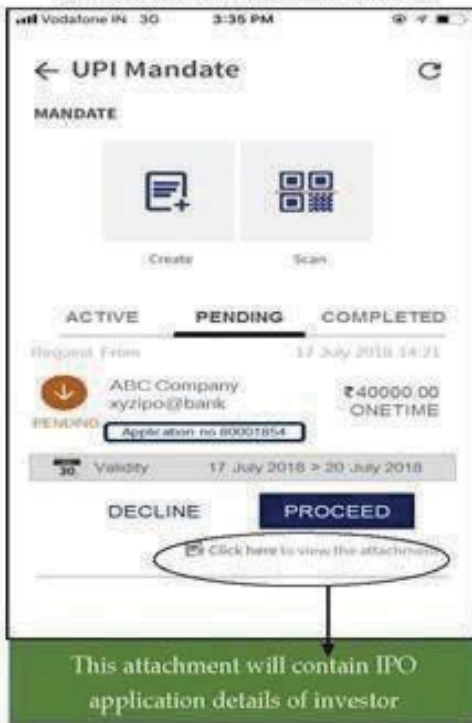 Vodafone IN 3G 3:35 PM
← UPI Mandate
MANDATE
Create Scan
ACTIVE PENDING COMPLETED
Request From 17 July 2018 14:21
ABC Company ₹40000.00
xyzipo@bank ONETIME
PENDING
Application no 80001854
30 Validity 17 July 2018 > 20 July 2018
DECLINE PROCEED
Click here to view the attachment
This attachment will contain IPO
application details of investor